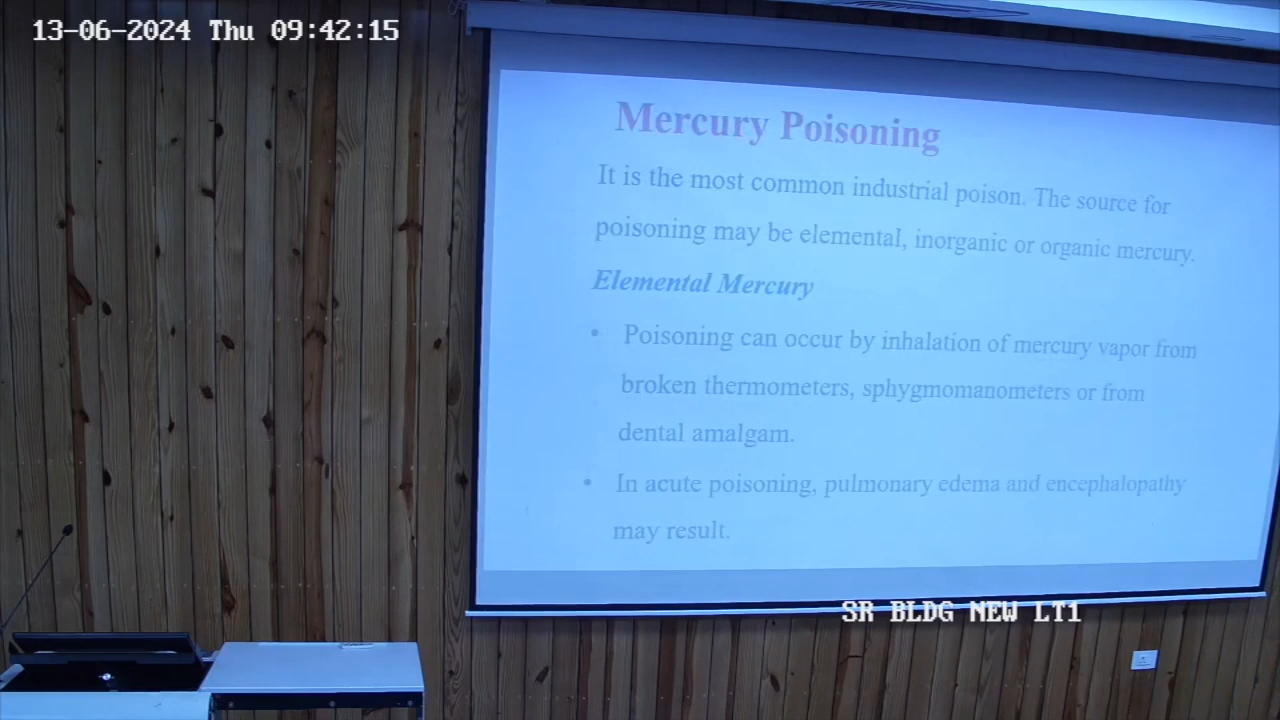 13-06-2024 Thu 09:42:15
Mercury Poisoning
It is the most common industrial poison. The source for
poisoning may be elemental, inorganic or organic mercury.
Elemental Mercury
• Poisoning can occur by inhalation of mercury vapor from
broken thermometers, sphygmomanometers or from
dental amalgam.
• In acute poisoning, pulmonary edema and encephalopathy
may result.
SR BLDG NEW LT1